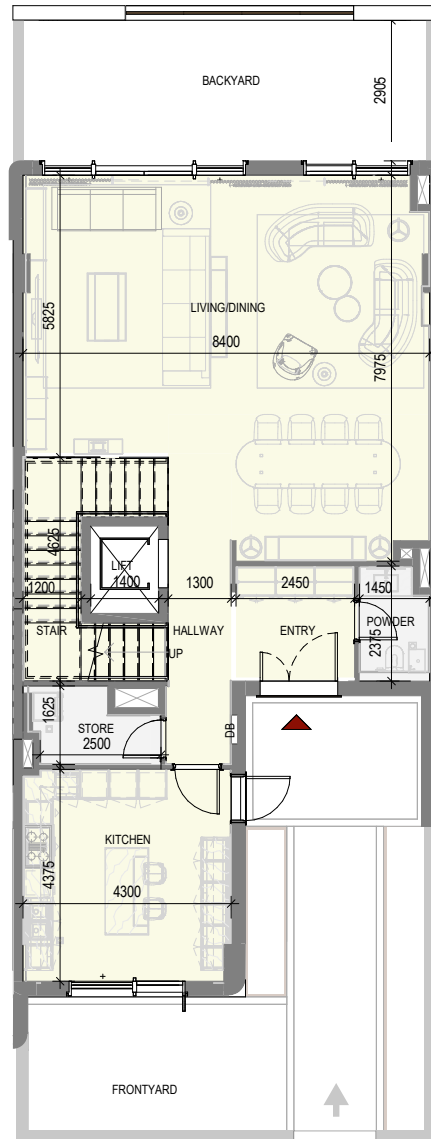 BACKYARD
2905
LIVING/DINING
5825
8400
7975
4625
LIFT
1200
1400
1300
2450
1450
STAIR
HALLWAY
ENTRY
POWDER
2375
UP
1625
STORE
2500
DB
KITCHEN
4375
4300
FRONTYARD